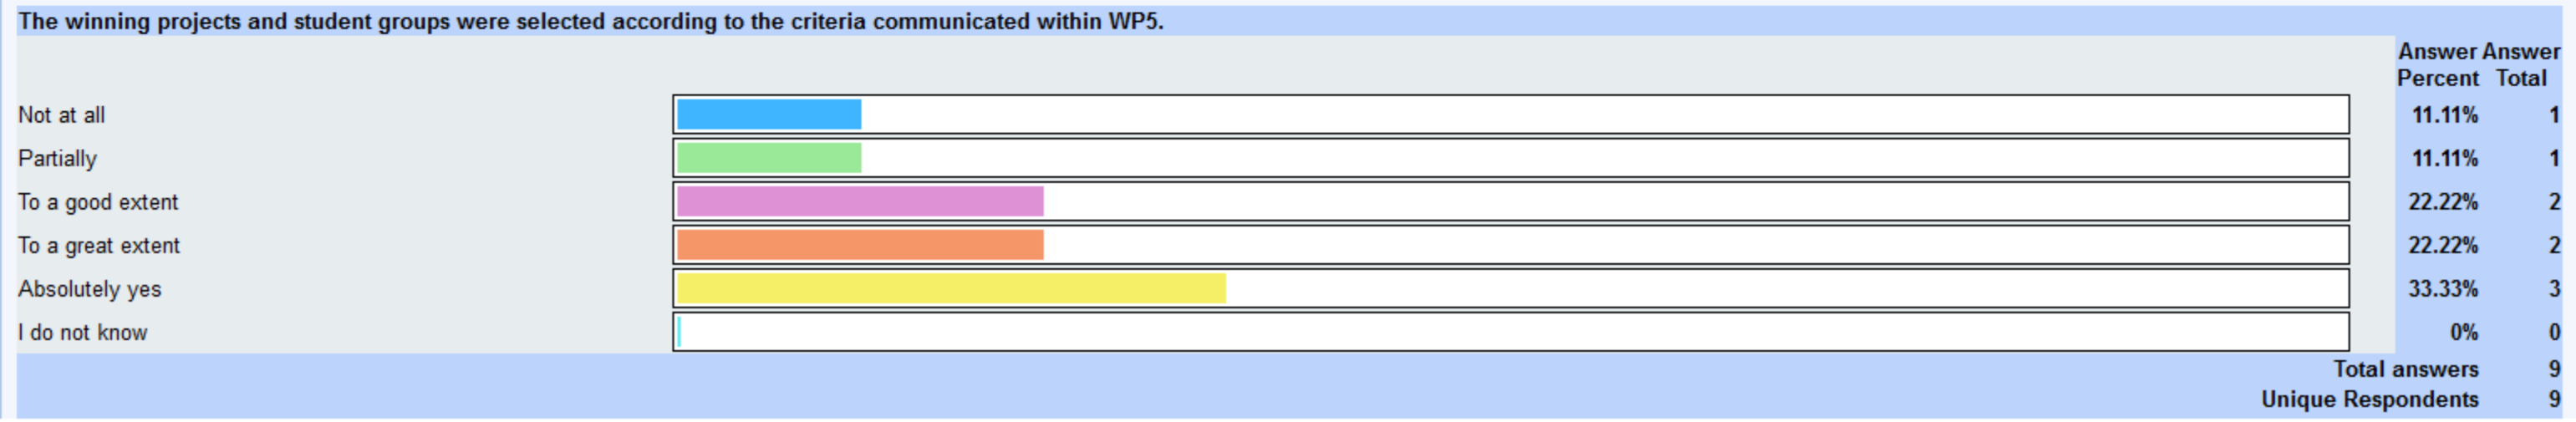 The winning projects and student groups were selected according to the criteria communicated within WP5.
Answer Answer
Percent Total
Not at all 11.11% 1
Partially 11.11% 1
To a good extent 22.22% 2
To a great extent 22.22% 2
Absolutely yes 33.33% 3
I do not know 0% 0
Total answers 9
Unique Respondents 9